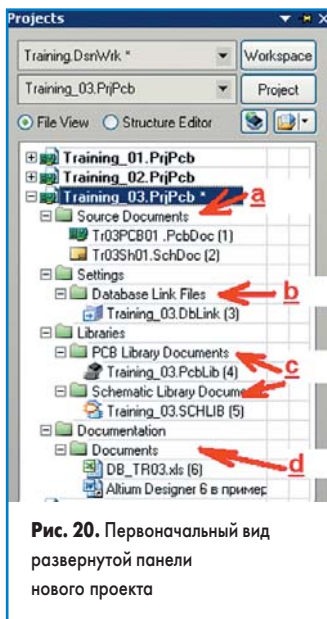 Projects
Training.DsnWrk *
Workspace
Training_03.PrjPcb
Project
File View
Structure Editor
Training_01.PrjPcb
Training_02.PrjPcb
Training_03.PrjPcb *
a
Source Documents
Tr03PCB01 .PcbDoc (1)
Tr03Sh01.SchDoc (2)
Settings
Database Link Files
b
Training_03.DbLink (3)
Libraries
PCB Library Documents
Training_03.PcbLib (4)
c
Schematic Library Docume
Training_03.SCHLIB (5)
Documentation
Documents
d
DB_TR03.xls (6)
Altium Designer 6 в пример
Рис. 20. Первоначальный вид
развернутой панели
нового проекта